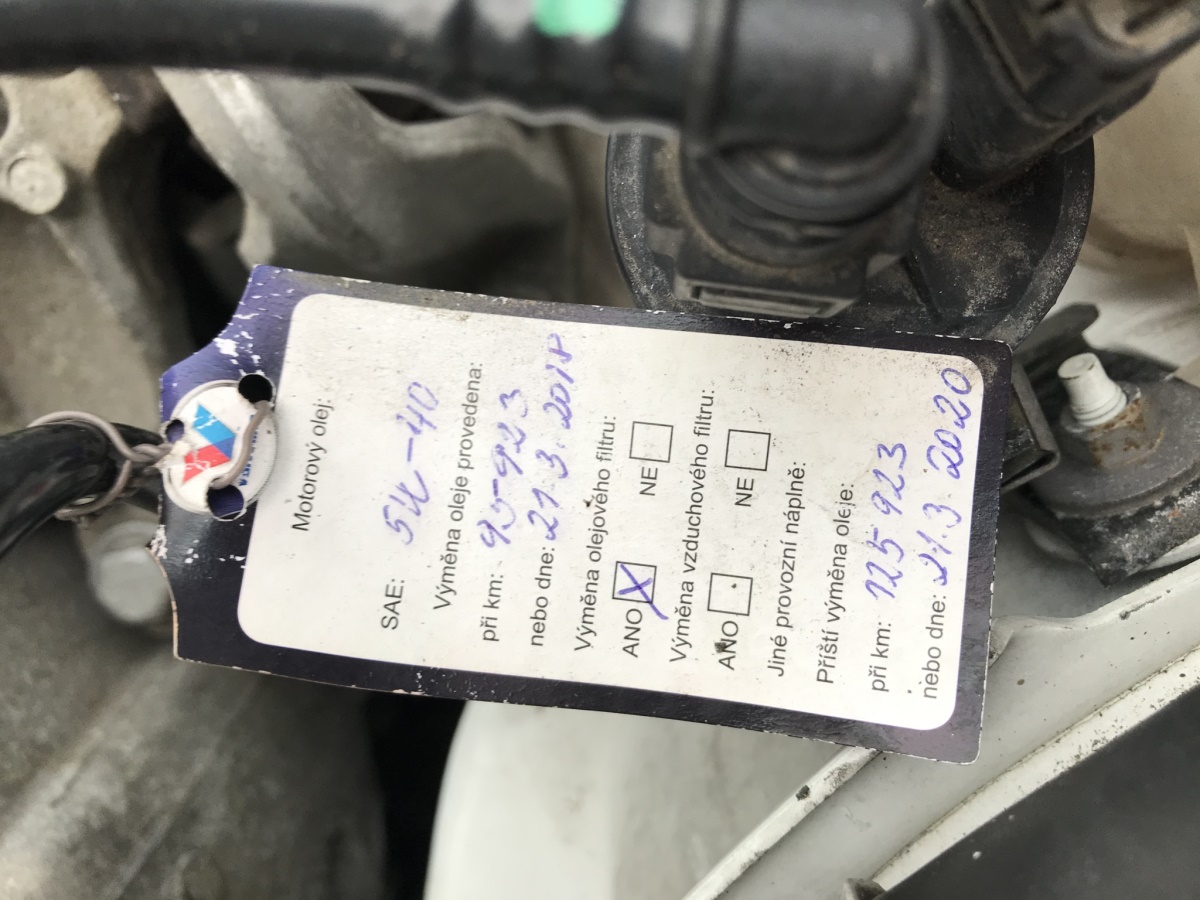 Motorový olej:
SAE: 5W-40
Výměna oleje provedena:
při km: 95-923
nebo dne: 21.3.2018
Výměna olejového filtru:
ANO X NE
Výměna vzduchového filtru:
ANO NE
Jiné provozní náplně:
Příští výměna oleje:
při km: 125 923
nebo dne: 21.3.2020